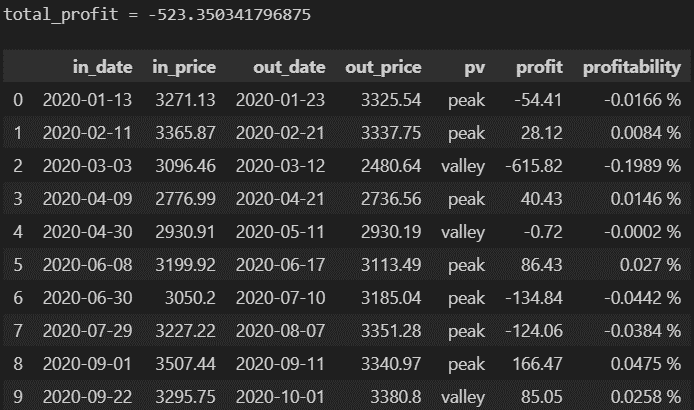 total_profit = -523.350341796875
in_date in_price out_date out_price pv profit profitability
0 2020-01-13 3271.13 2020-01-23 3325.54 peak -54.41 -0.0166 %
1 2020-02-11 3365.87 2020-02-21 3337.75 peak 28.12 0.0084 %
2 2020-03-03 3096.46 2020-03-12 2480.64 valley -615.82 -0.1989 %
3 2020-04-09 2776.99 2020-04-21 2736.56 peak 40.43 0.0146 %
4 2020-04-30 2930.91 2020-05-11 2930.19 valley -0.72 -0.0002 %
5 2020-06-08 3199.92 2020-06-17 3113.49 peak 86.43 0.027 %
6 2020-06-30 3050.2 2020-07-10 3185.04 peak -134.84 -0.0442 %
7 2020-07-29 3227.22 2020-08-07 3351.28 peak -124.06 -0.0384 %
8 2020-09-01 3507.44 2020-09-11 3340.97 peak 166.47 0.0475 %
9 2020-09-22 3295.75 2020-10-01 3380.8 valley 85.05 0.0258 %